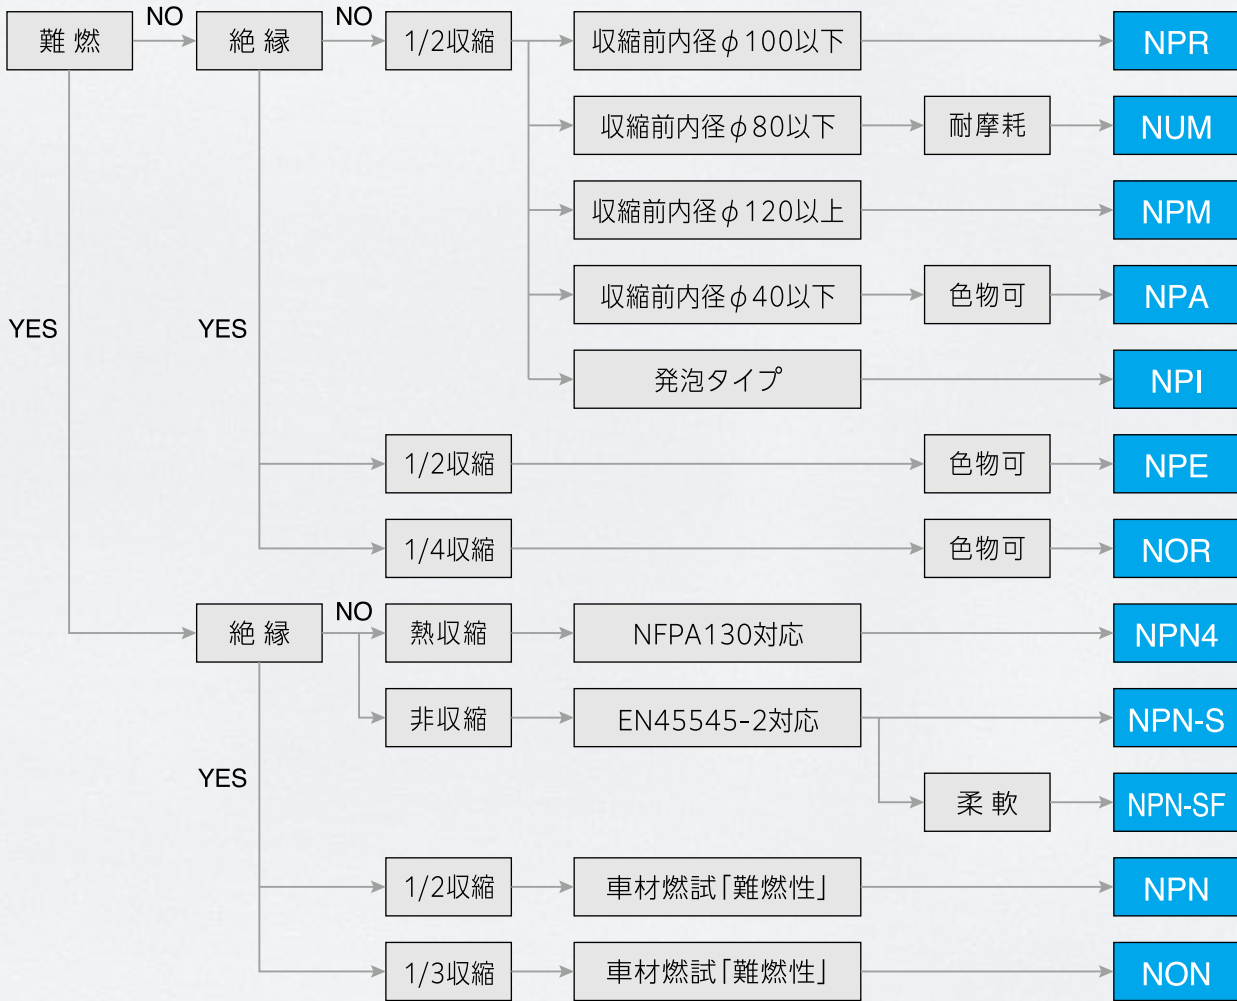 難燃 NO 絶縁 NO 1/2収縮 収縮前内径φ100以下 NPR
収縮前内径φ80以下 耐摩耗 NUM
収縮前内径φ120以上 NPM
収縮前内径φ40以下 色物可 NPA
YES YES
発泡タイプ NPI
1/2収縮 色物可 NPE
1/4収縮 色物可 NOR
絶縁 NO 熱収縮 NFPA130対応 NPN4
非収縮 EN45545-2対応 NPN-S
YES
柔軟 NPN-SF
1/2収縮 車材燃試「難燃性」 NPN
1/3収縮 車材燃試「難燃性」 NON